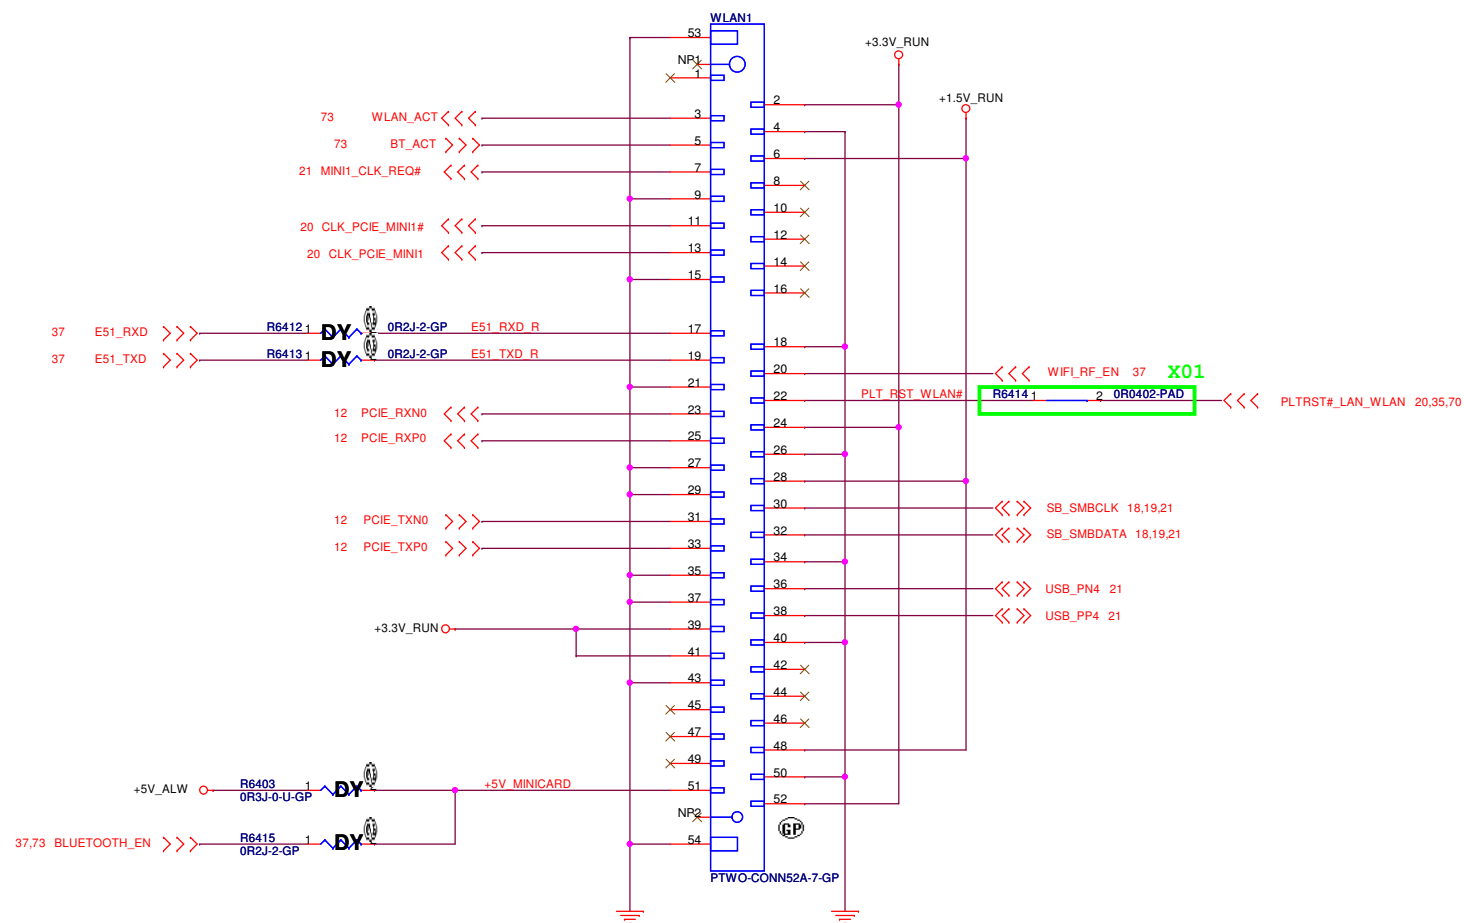 WLAN1
53
+3.3V_RUN
NP1
1
2
+1.5V_RUN
73 WLAN_ACT 3
4
73 BT_ACT 5
6
21 MINI1_CLK_REQ# 7
8
9
10
20 CLK_PCIE_MINI1# 11
12
20 CLK_PCIE_MINI1 13
14
15
16
37 E51_RXD R6412 1 DY 0R2J-2-GP E51_RXD_R 17
18
37 E51_TXD R6413 1 DY 0R2J-2-GP E51_TXD_R 19
20 WIFI_RF_EN 37 X01
21
22 PLT_RST_WLAN# R6414 1 2 0R0402-PAD PLTRST#_LAN_WLAN 20,35,70
12 PCIE_RXN0 23
24
12 PCIE_RXP0 25
26
27
28
29
30 SB_SMBCLK 18,19,21
12 PCIE_TXN0 31
32 SB_SMBDATA 18,19,21
12 PCIE_TXP0 33
34
35
36 USB_PN4 21
37
38 USB_PP4 21
+3.3V_RUN 39
40
41
42
43
44
45
46
47
48
49
50
+5V_ALW R6403 1 DY +5V_MINICARD 51
0R3J-0-U-GP
52
NP2
GP
37,73 BLUETOOTH_EN R6415 1 DY 54
0R2J-2-GP
PTWO-CONN52A-7-GP